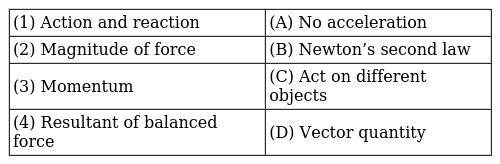 (1) Action and reaction
(A) No acceleration
(2) Magnitude of force
(B) Newton’s second law
(3) Momentum
(C) Act on different
objects
(4) Resultant of balanced
force
(D) Vector quantity